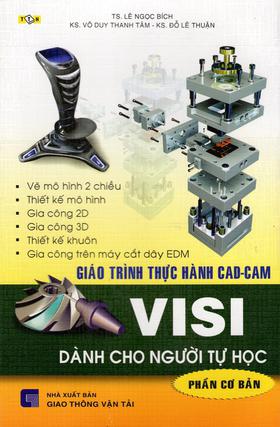 TS. LÊ NGỌC BÍCH
KS. VÕ DUY THANH TÂM - KS. ĐỖ LÊ THUẬN
• Vẽ mô hình 2 chiều
• Thiết kế mô hình
• Gia công 2D
• Gia công 3D
• Thiết kế khuôn
• Gia công trên máy cắt dây EDM
GIÁO TRÌNH THỰC HÀNH CAD-CAM
VISI
DÀNH CHO NGƯỜI TỰ HỌC
PHẦN CƠ BẢN
NHÀ XUẤT BẢN
GIAO THÔNG VẬN TẢI